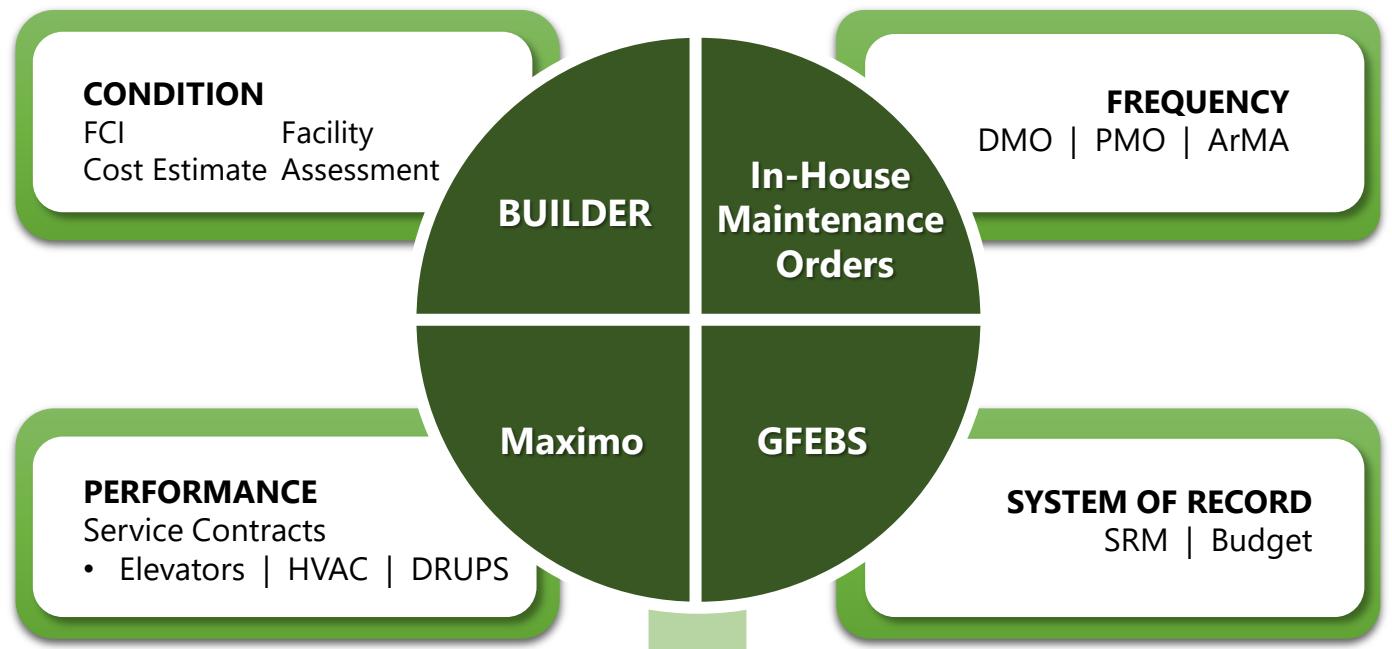 CONDITION
FCI Facility
Cost Estimate Assessment
BUILDER
In-House
Maintenance
Orders
FREQUENCY
DMO | PMO | ArMA
PERFORMANCE
Service Contracts
• Elevators | HVAC | DRUPS
Maximo
GFEBS
SYSTEM OF RECORD
SRM | Budget